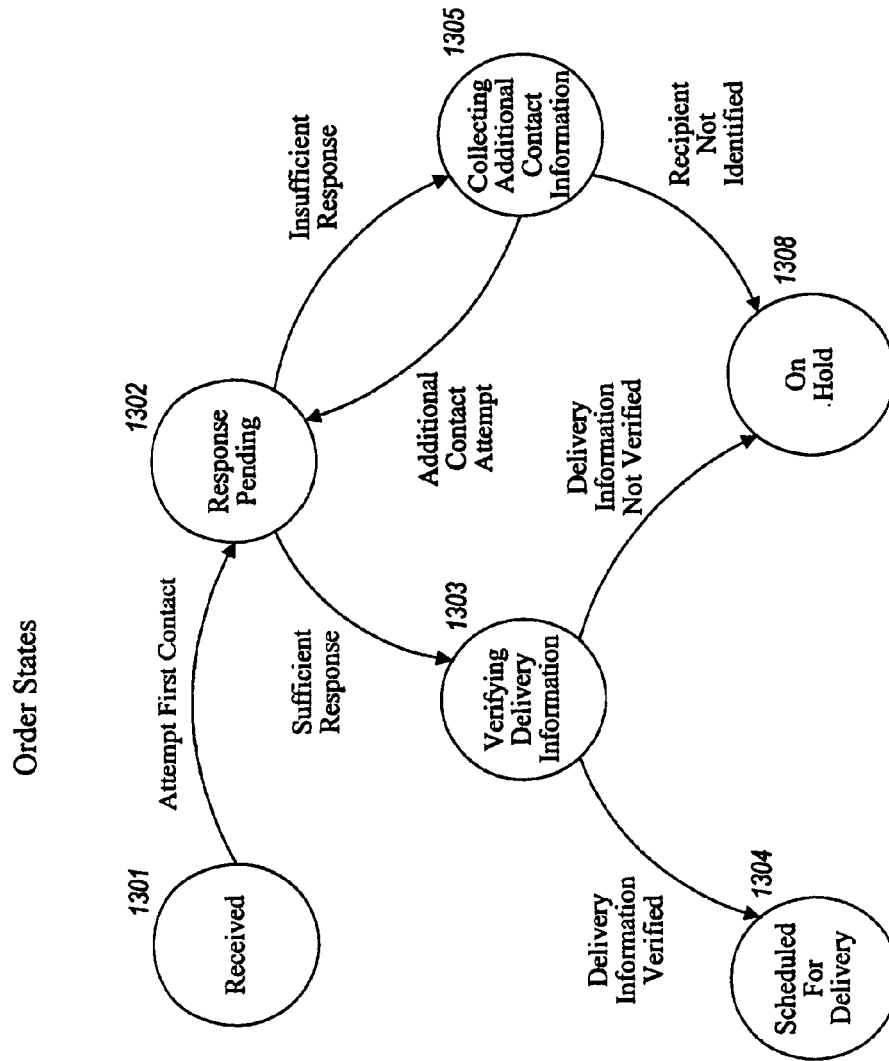 Order States
1301
Received
Attempt First Contact
1302
Response
Pending
Insufficient
Response
1305
Collecting
Additional
Contact
Information
Sufficient
Response
Additional
Contact
Attempt
1303
Verifying
Delivery
Information
Delivery
Information
Not Verified
Recipient
Not
Identified
Delivery
Information
Verified
1304
Scheduled
For
Delivery
1308
On
Hold